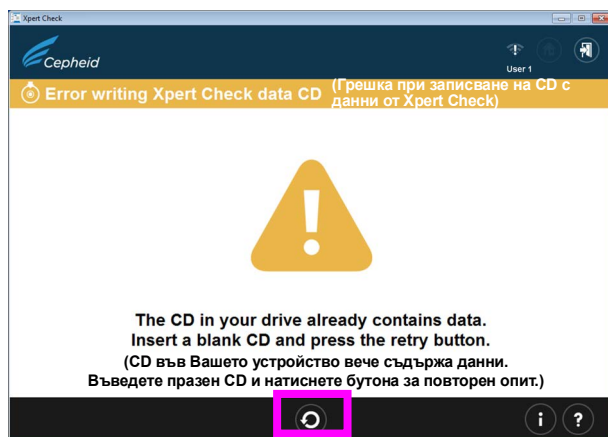 Xpert Check
Cepheid
User 1
Error writing Xpert Check data CD (Грешка при записване на CD с
данни от Xpert Check)
The CD in your drive already contains data.
Insert a blank CD and press the retry button.
(CD във Вашето устройство вече съдържа данни.
Въведете празен CD и натиснете бутона за повторен опит.)
i ?